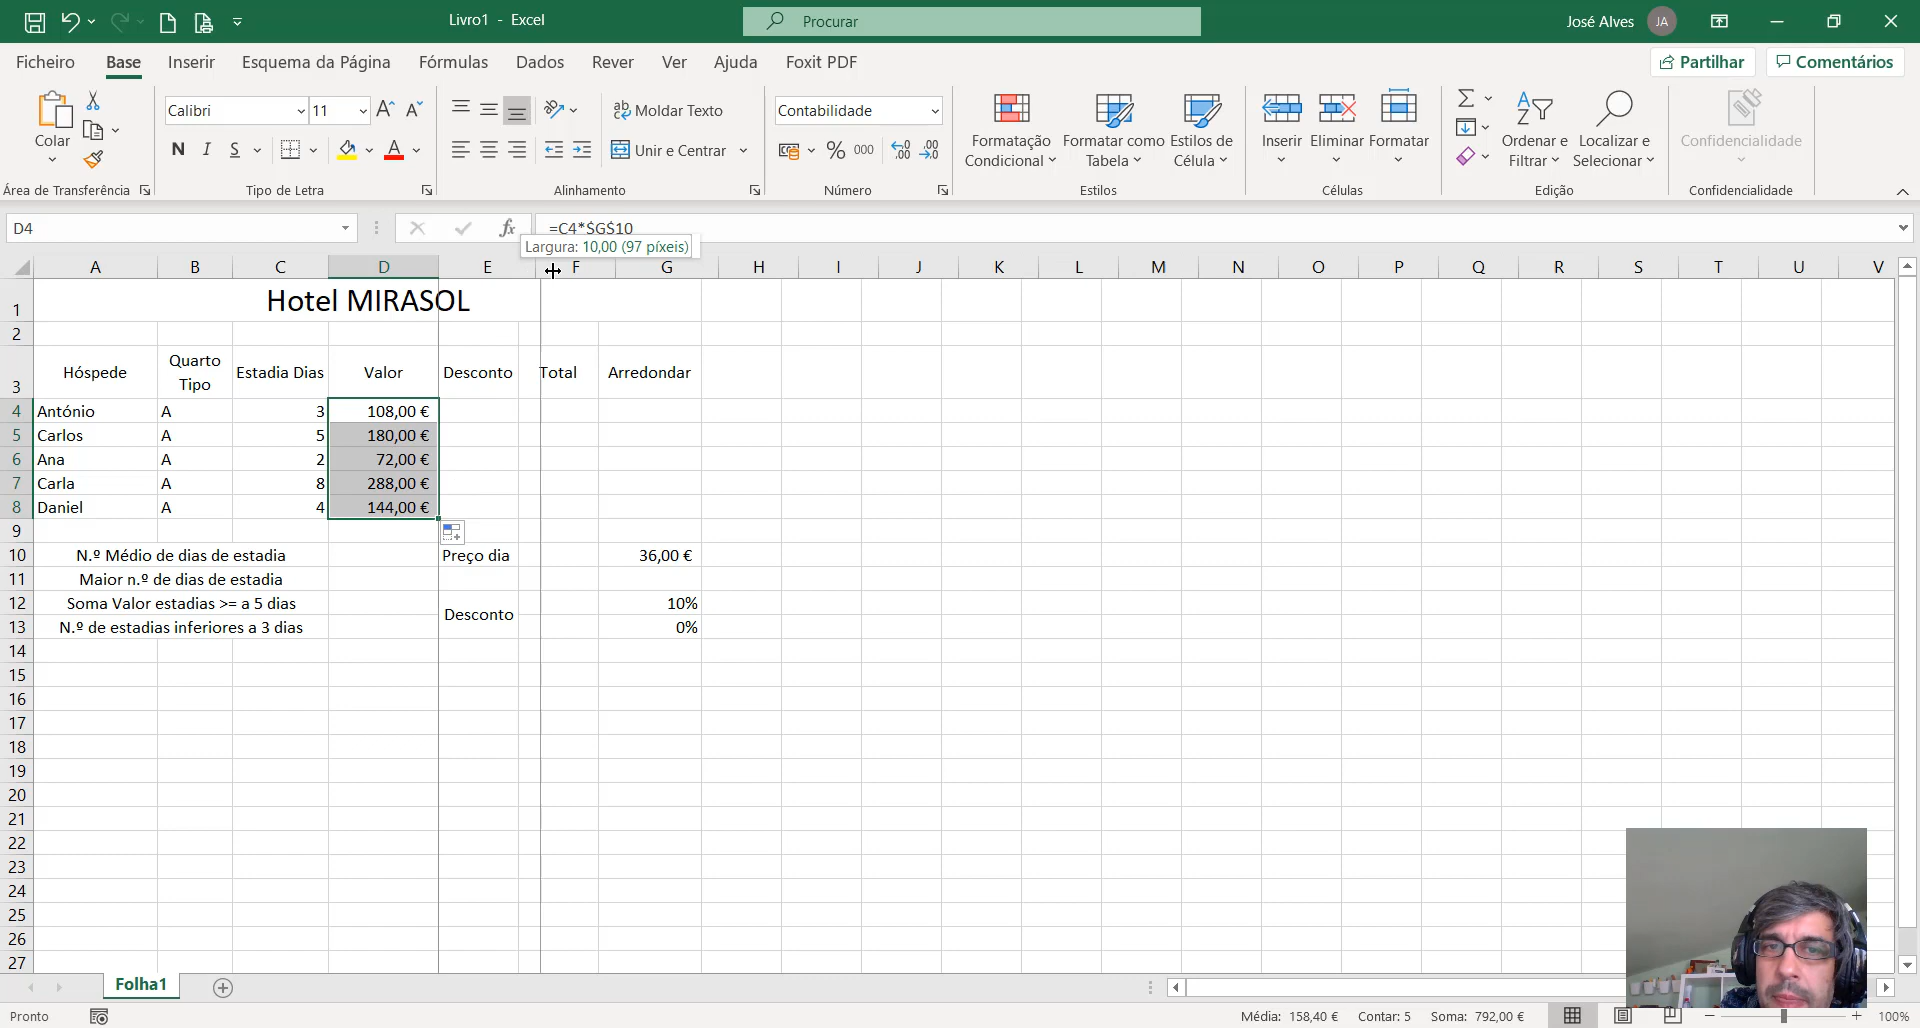 Livro1 - Excel
Procurar
José Alves JA
Ficheiro Base Inserir Esquema da Página Fórmulas Dados Rever Ver Ajuda Foxit PDF Partilhar Comentários
Colar
Área de Transferência
Calibri 11
N I S A
Tipo de Letra
Moldar Texto
Unir e Centrar
Alinhamento
Contabilidade
% 000
Número
Formatação Condicional
Formatar como Tabela
Estilos de Célula
Estilos
Inserir Eliminar Formatar
Células
Ordenar e Filtrar
Localizar e Selecionar
Edição
Confidencialidade
Confidencialidade
D4 fx =C4*$G$10
Largura: 10,00 (97 píxeis)
A B C D E F G H I J K L M N O P Q R S T U V
1 Hotel MIRASOL
2
3 Hóspede Quarto Tipo Estadia Dias Valor Desconto Total Arredondar
4 António A 3 108,00 €
5 Carlos A 5 180,00 €
6 Ana A 2 72,00 €
7 Carla A 8 288,00 €
8 Daniel A 4 144,00 €
9
10 N.º Médio de dias de estadia Preço dia 36,00 €
11 Maior n.º de dias de estadia
12 Soma Valor estadias >= a 5 dias Desconto 10%
13 N.º de estadias inferiores a 3 dias 0%
14
15
16
17
18
19
20
21
22
23
24
25
26
27
Folha1
Pronto Média: 158,40 € Contar: 5 Soma: 792,00 € 100%